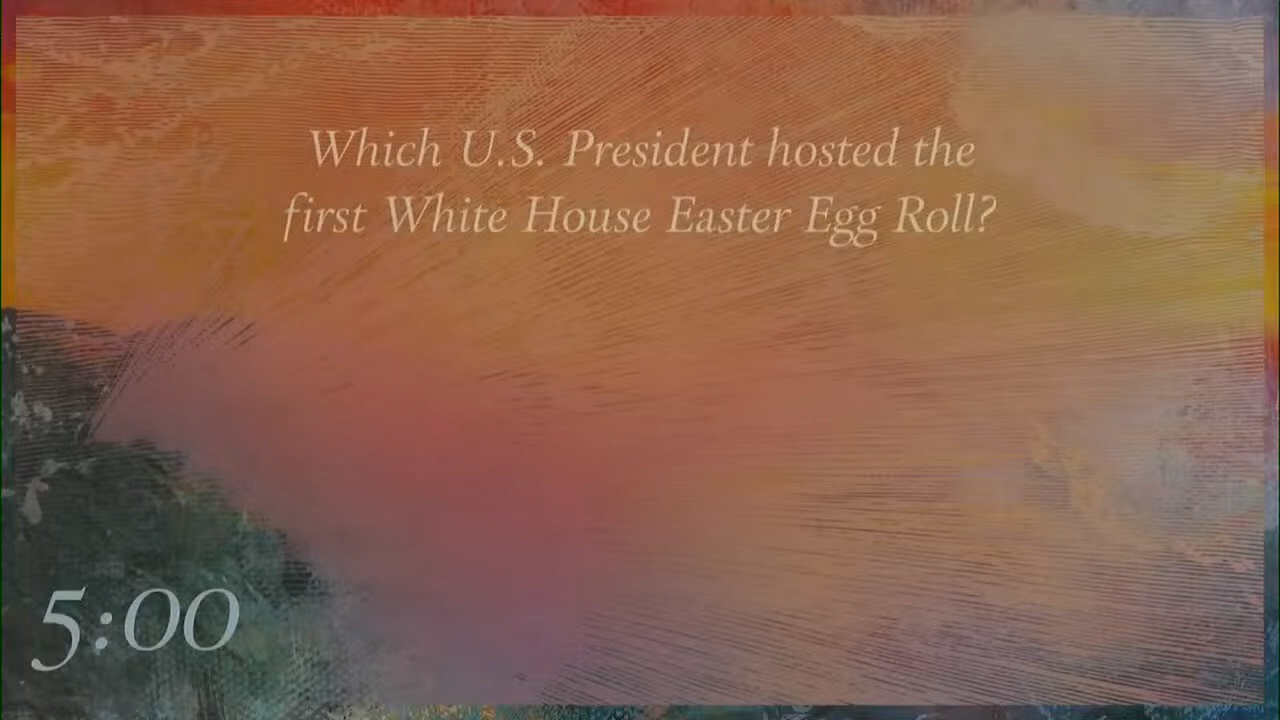 Which U.S. President hosted the
first White House Easter Egg Roll?
5:00